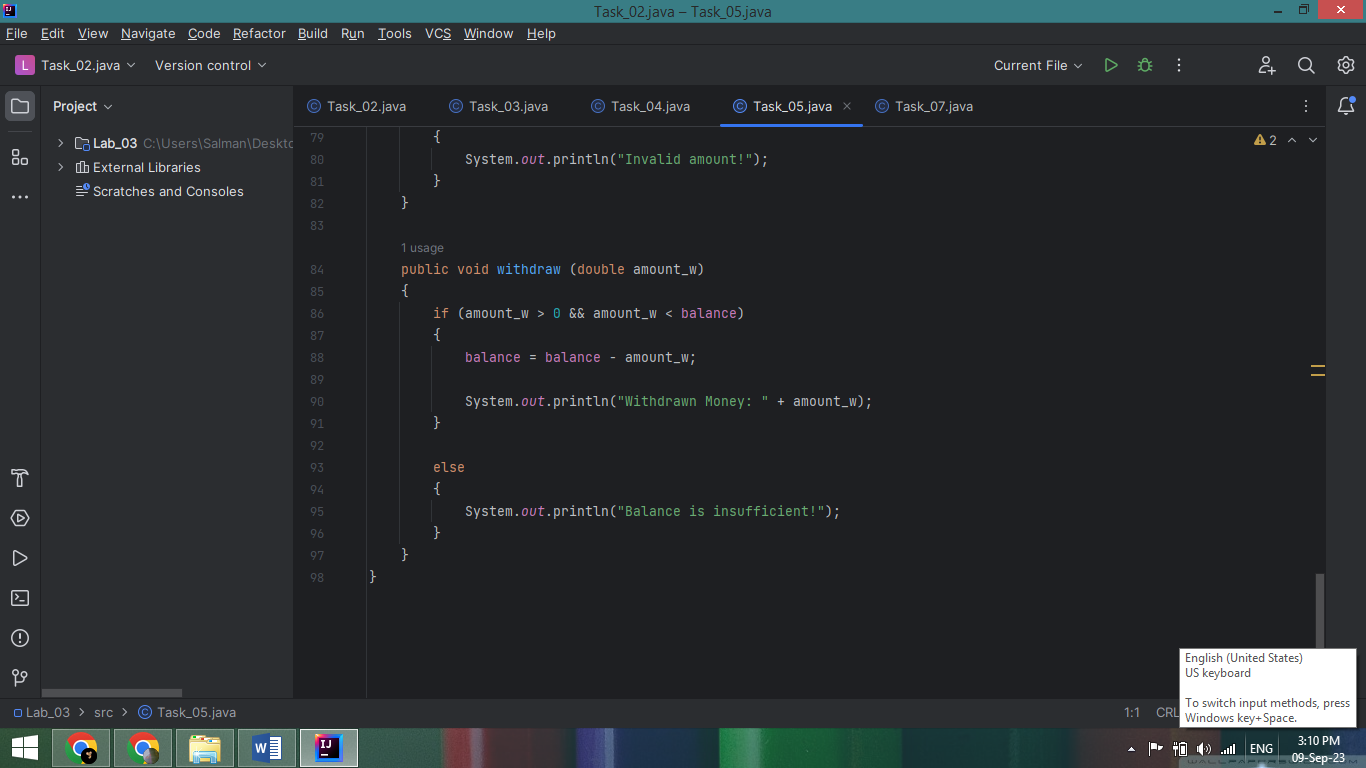 Task_02.java – Task_05.java
File Edit View Navigate Code Refactor Build Run Tools VCS Window Help
L Task_02.java Version control Current File
Project
Task_02.java Task_03.java Task_04.java Task_05.java Task_07.java
Lab_03 C:\Users\Salman\Deskto
External Libraries
Scratches and Consoles
2
79 {
80 System.out.println("Invalid amount!");
81 }
82 }
83
1 usage
84 public void withdraw (double amount_w)
85 {
86 if (amount_w > 0 && amount_w < balance)
87 {
88 balance = balance - amount_w;
89
90 System.out.println("Withdrawn Money: " + amount_w);
91 }
92
93 else
94 {
95 System.out.println("Balance is insufficient!");
96 }
97 }
98 }
English (United States)
US keyboard
To switch input methods, press
Windows key+Space.
Lab_03 > src > Task_05.java 1:1 CRL
ENG
3:10 PM
09-Sep-23